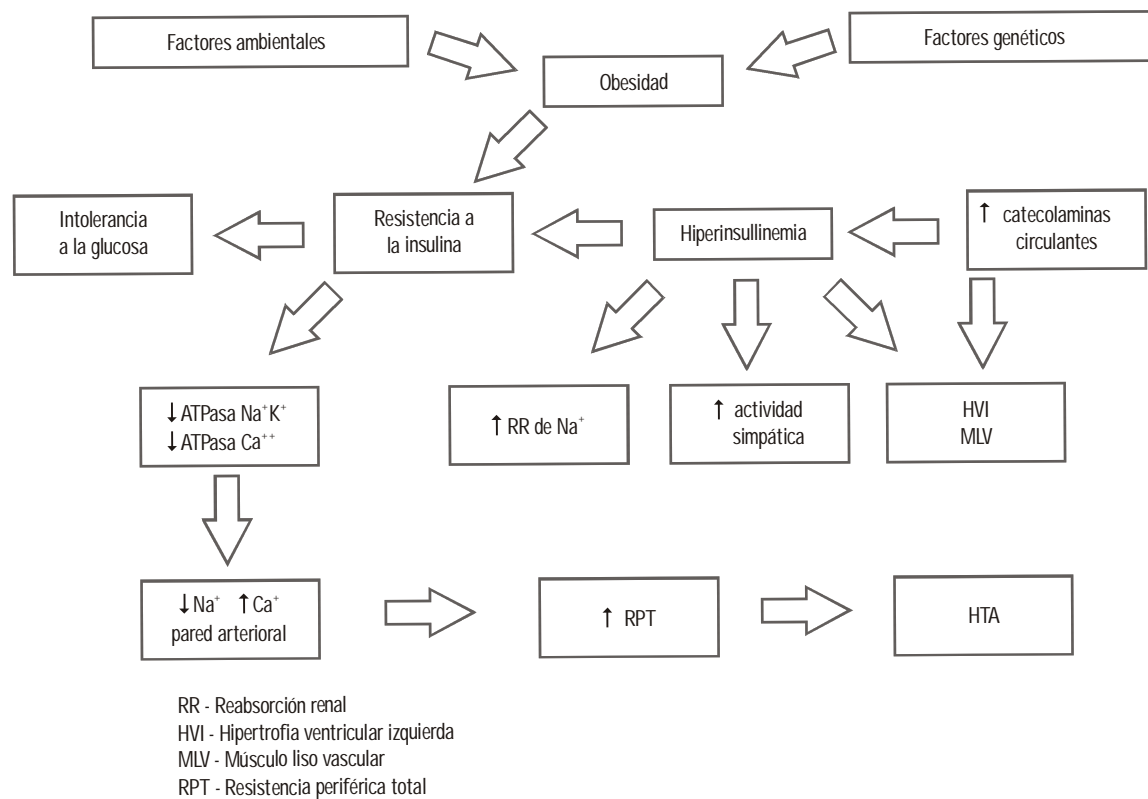 Factores ambientales
Factores genéticos
Obesidad
Intolerancia
a la glucosa
Resistencia a
la insulina
Hiperinsullinemia
↑ catecolaminas
circulantes
↓ATPasa Na⁺K⁺
↓ATPasa Ca⁺⁺
↑ RR de Na⁺
↑ actividad
simpática
HVI
MLV
↓Na⁺ ↑Ca⁺
pared arterioral
↑ RPT
HTA
RR - Reabsorción renal
HVI - Hipertrofia ventricular izquierda
MLV - Músculo liso vascular
RPT - Resistencia periférica total